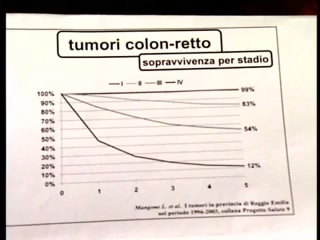 tumori colon-retto
sopravvivenza per stadio
I II III IV
100%
90%
80%
70%
60%
50%
40%
30%
20%
10%
0%
99%
83%
54%
12%
0 1 2 3 4 5
Mangone L. et al. I tumori in provincia di Reggio Emilia
nel periodo 1996-2003, collana Progetto Salute 9